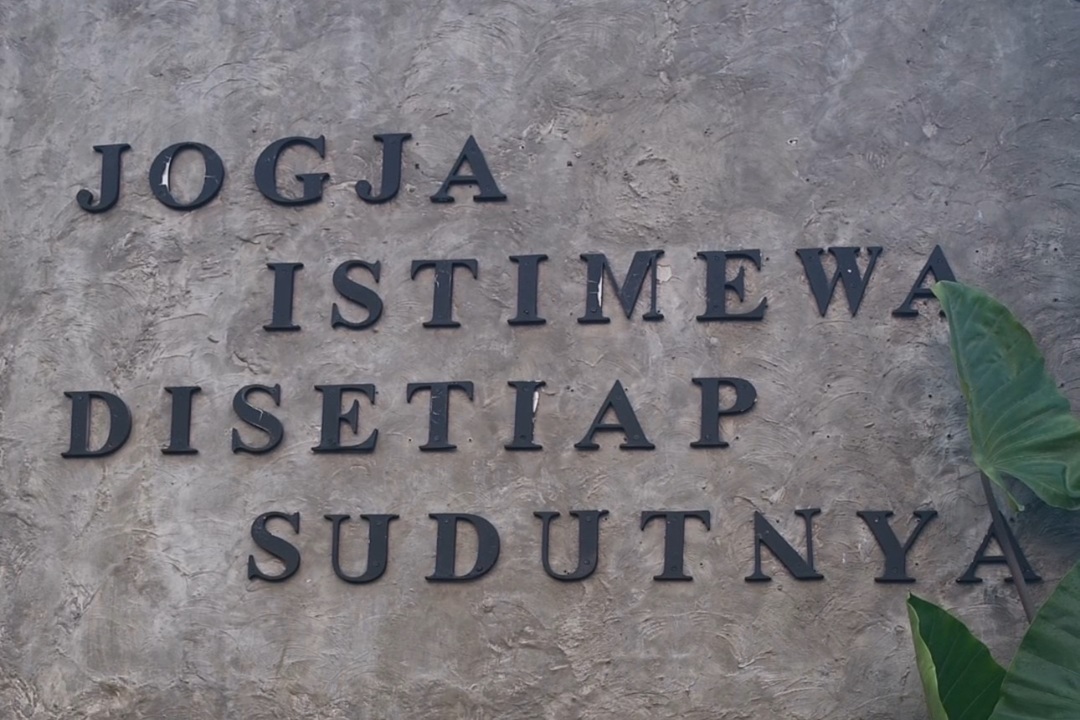 JOGJA
ISTIMEWA
DISETIAP
SUDUTNYA